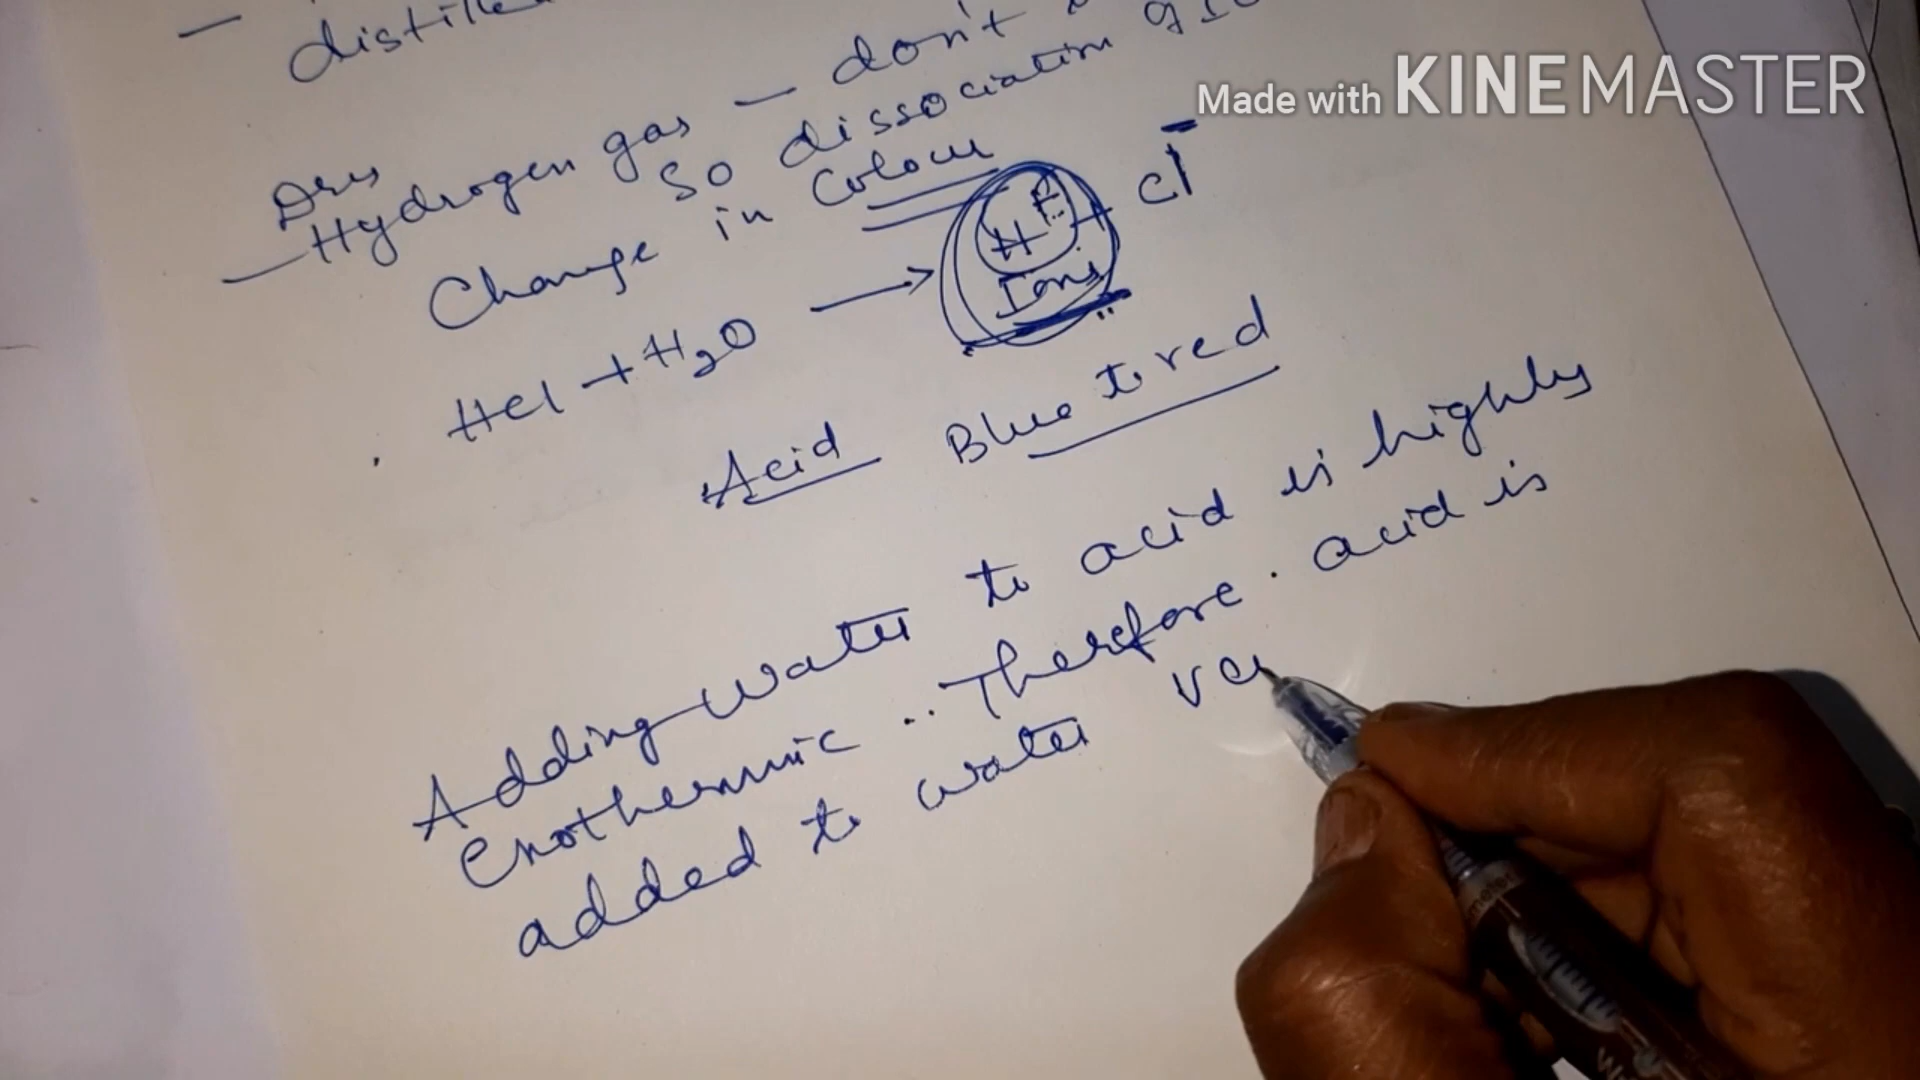 — distille
Dry
— Hydrogen gas — don't
So dissociation
Change in Colour
HCl + H2O → H+ Ions Cl-
Acid Blue to red
Adding water to acid is highly
Exothermic .. Therefore . acid is
added to water ve
Made with KINEMASTER